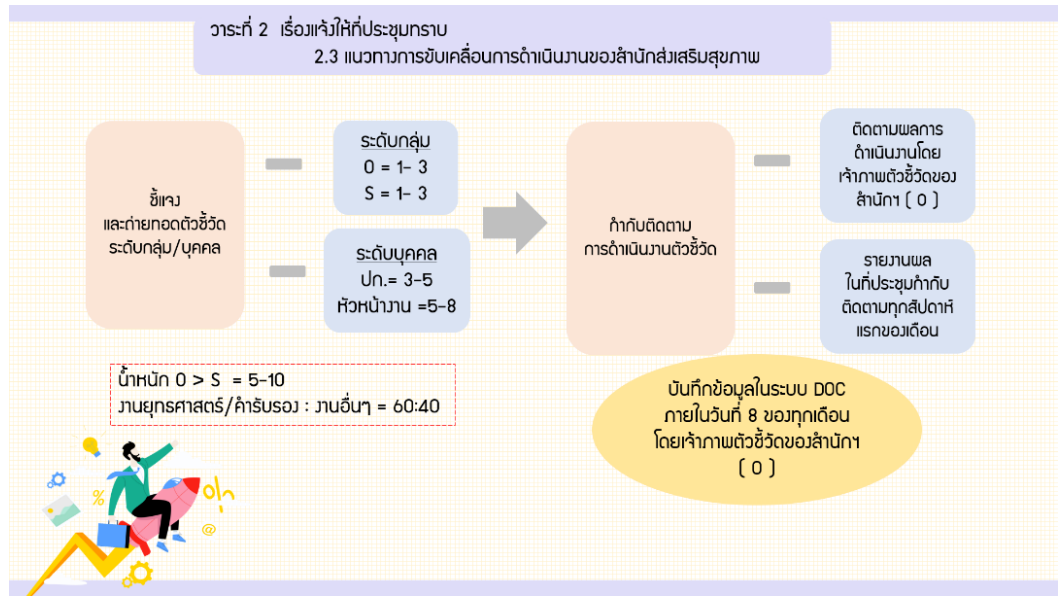 วาระที่ 2 เรื่องแจ้งให้ที่ประชุมทราบ
2.3 แนวทางการขับเคลื่อนการดำเนินงานของสำนักส่งเสริมสุขภาพ
ชี้แจง
และถ่ายทอดตัวชี้วัด
ระดับกลุ่ม/บุคคล
ระดับกลุ่ม
O = 1- 3
S = 1- 3
ระดับบุคคล
ปก.= 3-5
หัวหน้างาน =5-8
กำกับติดตาม
การดำเนินงานตัวชี้วัด
ติดตามผลการ
ดำเนินงานโดย
เจ้าภาพตัวชี้วัดของ
สำนักฯ ( O )
รายงานผล
ในที่ประชุมกำกับ
ติดตามทุกสัปดาห์
แรกของเดือน
น้ำหนัก O > S = 5-10
งานยุทธศาสตร์/คำรับรอง : งานอื่นๆ = 60:40
บันทึกข้อมูลในระบบ DOC
ภายในวันที่ 8 ของทุกเดือน
โดยเจ้าภาพตัวชี้วัดของสำนักฯ
( O )
%
@